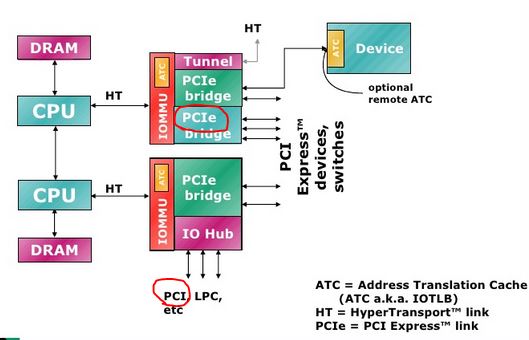 DRAM
CPU
HT
IOMMU
ATC
Tunnel
PCIe
bridge
PCIe
bridge
HT
ATC
Device
optional
remote ATC
PCI
Express™
devices,
switches
CPU
DRAM
HT
IOMMU
ATC
PCIe
bridge
IO Hub
PCI, LPC,
etc
ATC = Address Translation Cache
(ATC a.k.a. IOTLB)
HT = HyperTransport™ link
PCIe = PCI Express™ link